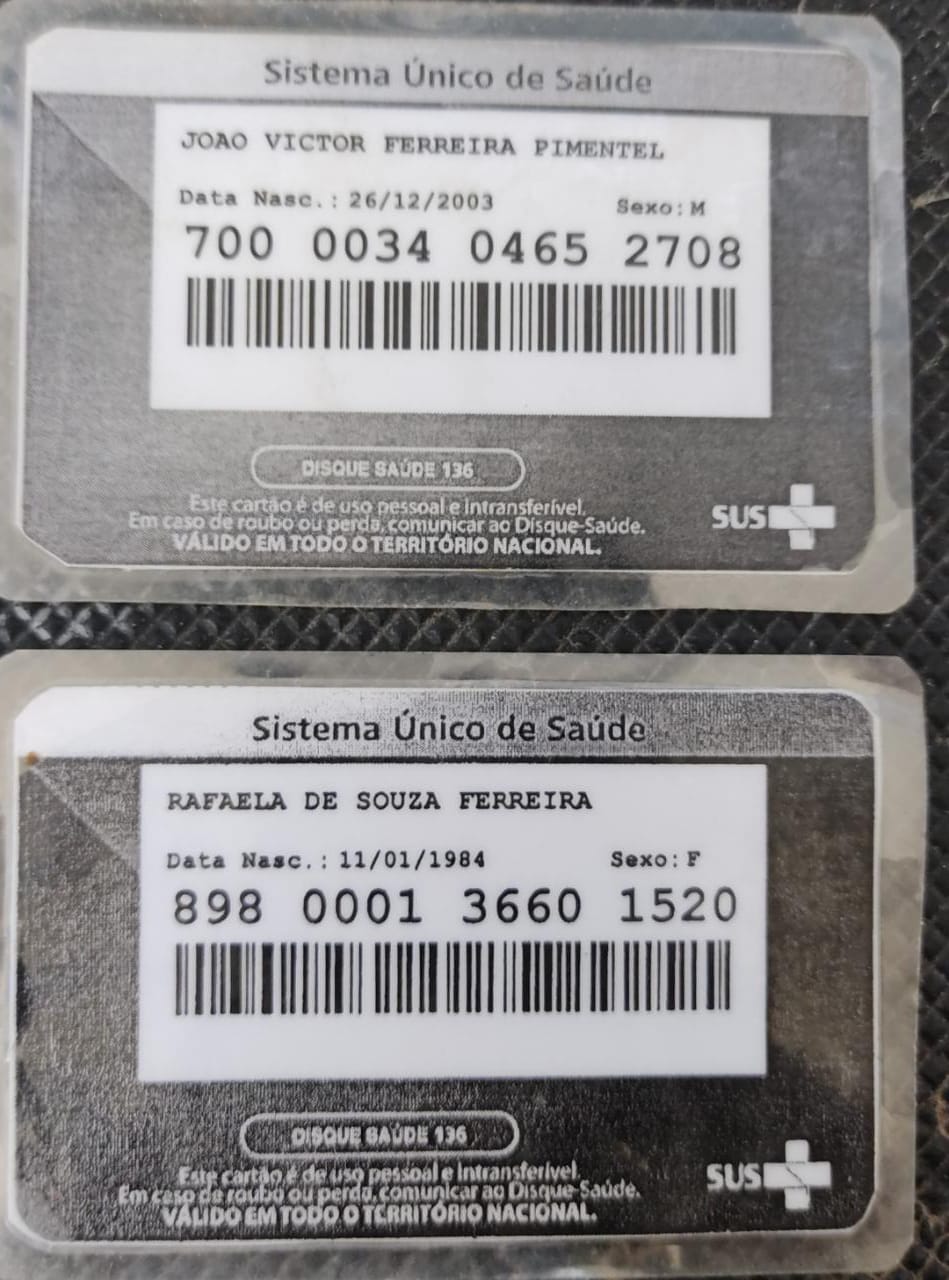 Sistema Único de Saúde
JOAO VICTOR FERREIRA PIMENTEL
Data Nasc.: 26/12/2003 Sexo: M
700 0034 0465 2708
DISQUE SAÚDE 136
Este cartão é de uso pessoal e intransferível.
Em caso de roubo ou perda, comunicar ao Disque-Saúde.
VÁLIDO EM TODO O TERRITÓRIO NACIONAL.
SUS
Sistema Único de Saúde
RAFAELA DE SOUZA FERREIRA
Data Nasc.: 11/01/1984 Sexo: F
898 0001 3660 1520
DISQUE SAÚDE 136
Este cartão é de uso pessoal e intransferível.
Em caso de roubo ou perda, comunicar ao Disque-Saúde.
VÁLIDO EM TODO O TERRITÓRIO NACIONAL.
SUS